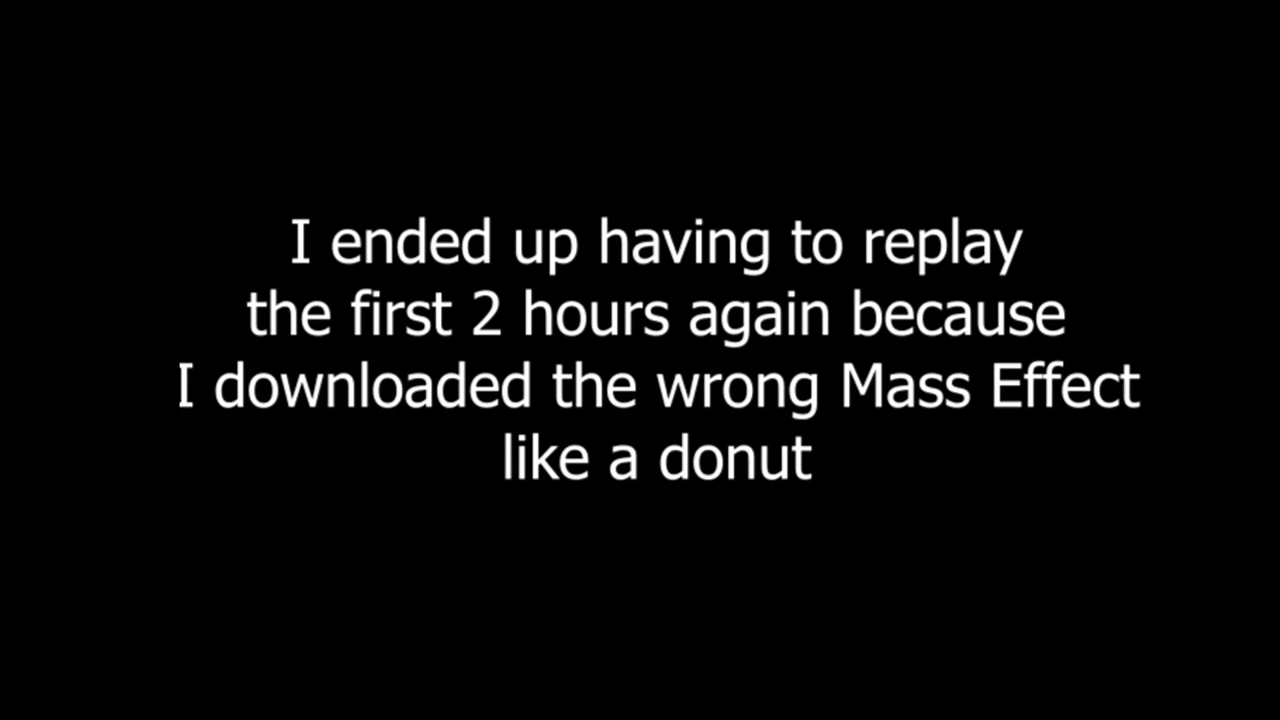 I ended up having to replay
the first 2 hours again because
I downloaded the wrong Mass Effect
like a donut